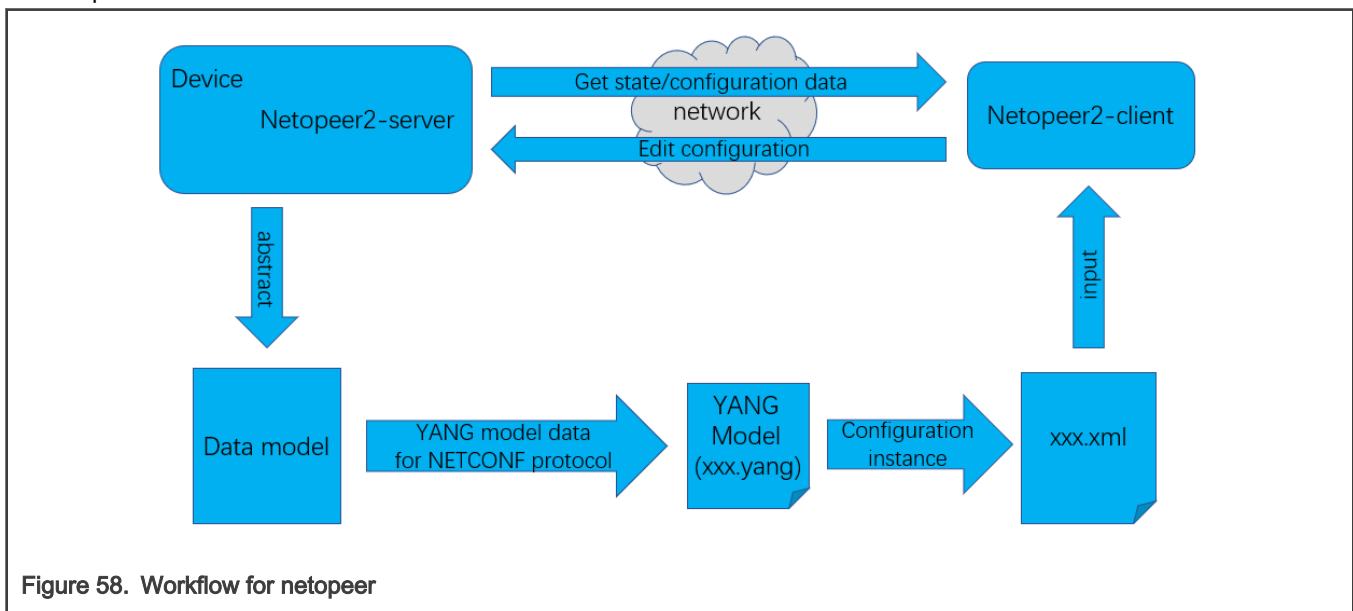 Device
Netopeer2-server
Get state/configuration data
network
Edit configuration
Netopeer2-client
abstract
input
Data model
YANG model data
for NETCONF protocol
YANG
Model
(xxx.yang)
Configuration
instance
xxx.xml
Figure 58. Workflow for netopeer